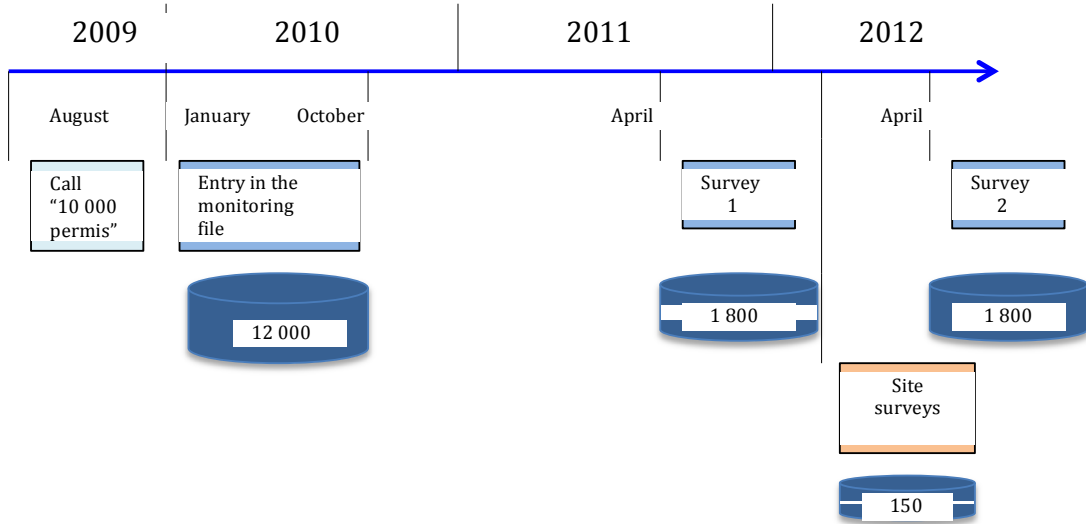 2009 2010 2011 2012
August January October April April
Call
“10 000
permis”
Entry in the
monitoring
file
Survey
1
Survey
2
12 000
1 800
1 800
Site
surveys
150